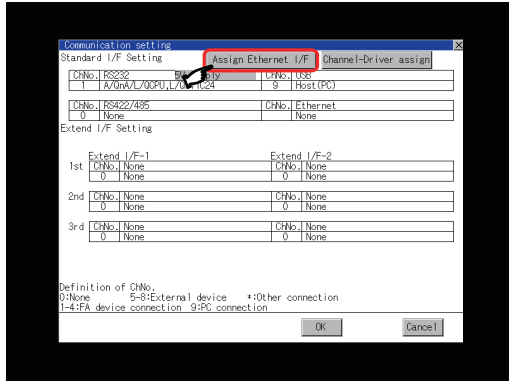 Communication setting
Standard I/F Setting Assign Ethernet I/F Channel-Driver assign
ChNo. RS232 ChNo. USB
1 A/QnA/L/QCPU,L/ 9 Host(PC)
ChNo. RS422/485 ChNo. Ethernet
0 None None
Extend I/F Setting
Extend I/F-1 Extend I/F-2
1st ChNo. None ChNo. None
0 None 0 None
2nd ChNo. None ChNo. None
0 None 0 None
3rd ChNo. None ChNo. None
0 None 0 None
Definition of ChNo.
0:None 5-8:External device *:Other connection
1-4:FA device connection 9:PC connection
OK Cancel